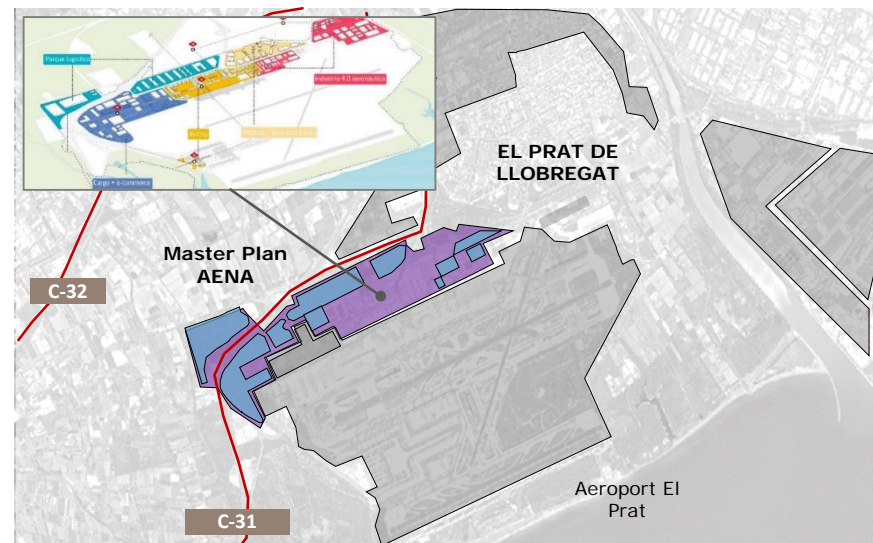 Parque logístico
Industria 4.0 aeronáutica
AirCity
Cargo + e-commerce
EL PRAT DE
LLOBREGAT
Master Plan
AENA
C-32
Aeroport El
Prat
C-31